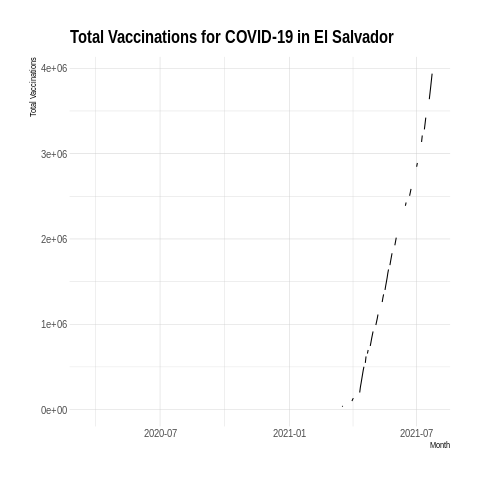 Total Vaccinations for COVID-19 in El Salvador
Total Vaccinations
4e+06
3e+06
2e+06
1e+06
0e+00
2020-07 2021-01 2021-07
Month